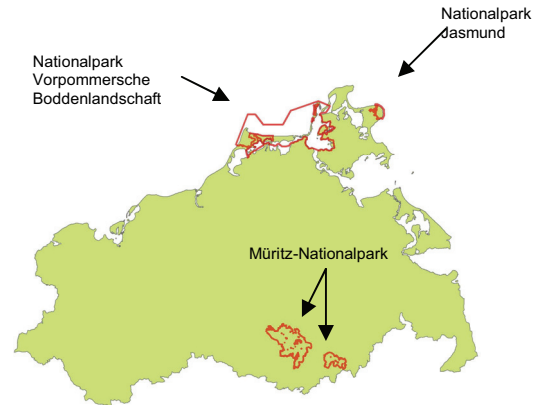 Nationalpark
Jasmund
Nationalpark
Vorpommersche
Boddenlandschaft
Müritz-Nationalpark